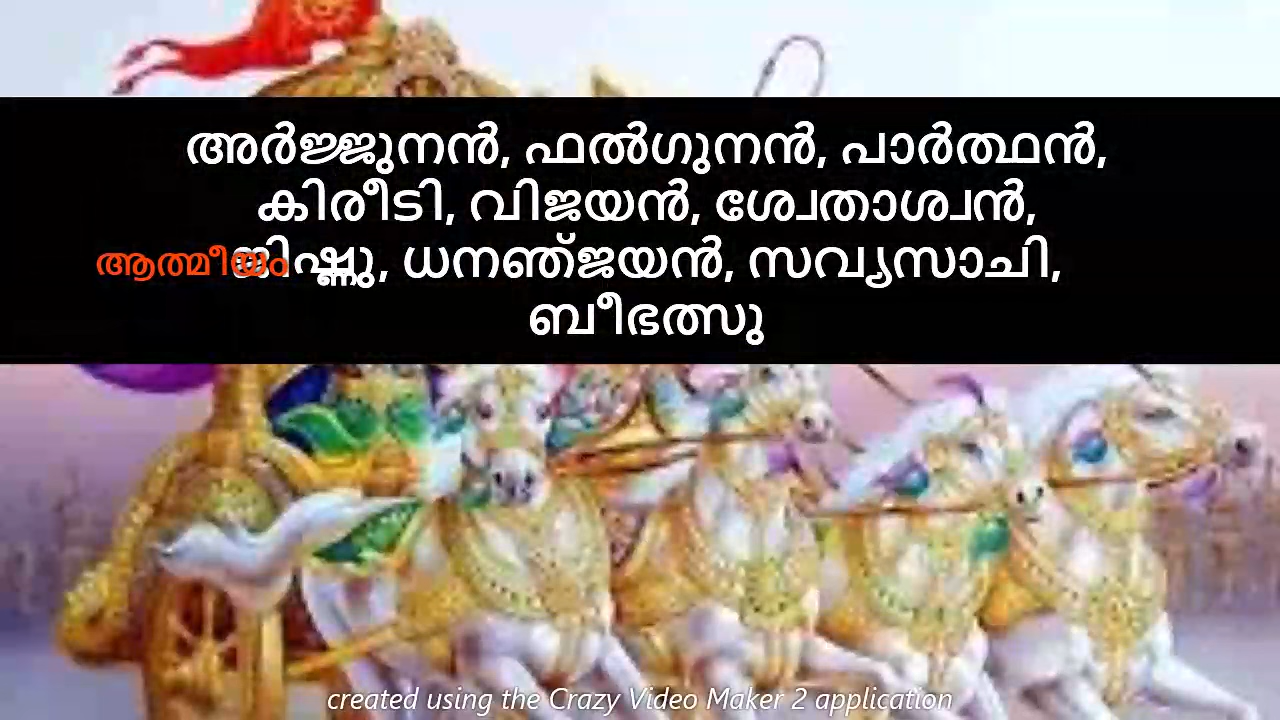 അർജ്ജുനൻ, ഫൽഗുനൻ, പാർത്ഥൻ,
കിരീടി, വിജയൻ, ശ്വേതാശ്വൻ,
ആത്മീയം
ജിഷ്ണു, ധനഞ്ജയൻ, സവ്യസാചി,
ബീഭത്സു
created using the Crazy Video Maker 2 application